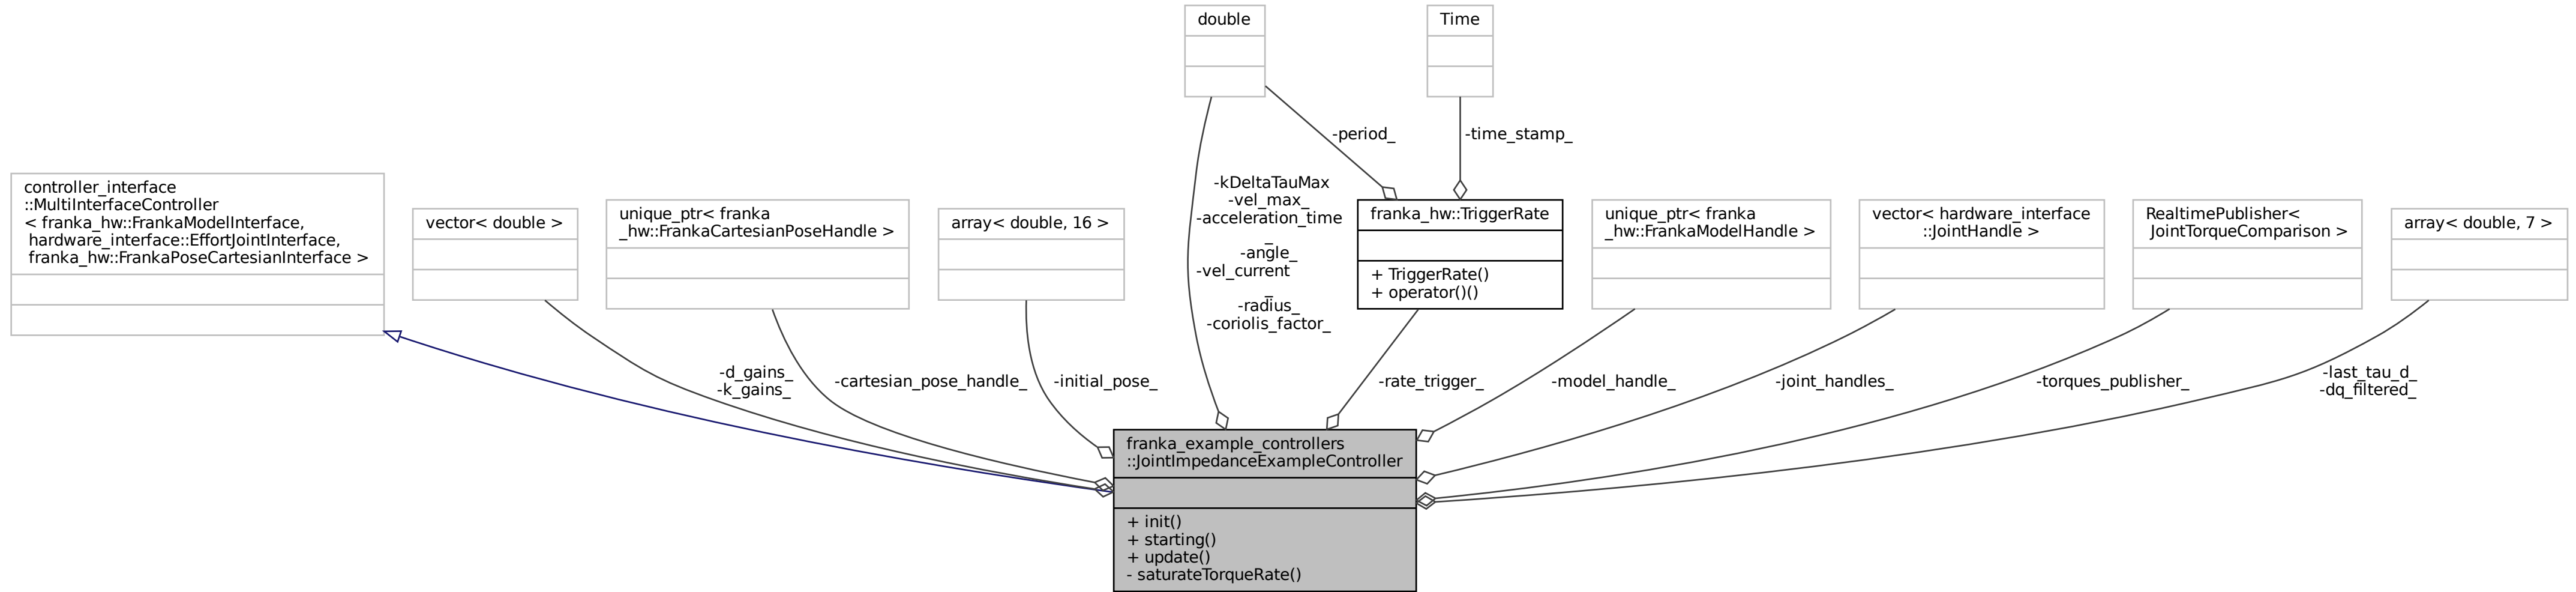 double
Time
-period_
-time_stamp_
controller_interface
::MultiInterfaceController
< franka_hw::FrankaModelInterface,
hardware_interface::EffortJointInterface,
franka_hw::FrankaPoseCartesianInterface >
vector< double >
unique_ptr< franka
_hw::FrankaCartesianPoseHandle >
array< double, 16 >
-kDeltaTauMax
-vel_max_
-acceleration_time
_
-angle_
-vel_current
_
-radius_
-coriolis_factor_
franka_hw::TriggerRate
+ TriggerRate()
+ operator()()
unique_ptr< franka
_hw::FrankaModelHandle >
vector< hardware_interface
::JointHandle >
RealtimePublisher<
JointTorqueComparison >
array< double, 7 >
-d_gains_
-k_gains_
-cartesian_pose_handle_
-initial_pose_
-rate_trigger_
-model_handle_
-joint_handles_
-torques_publisher_
-last_tau_d_
-dq_filtered_
franka_example_controllers
::JointImpedanceExampleController
+ init()
+ starting()
+ update()
- saturateTorqueRate()